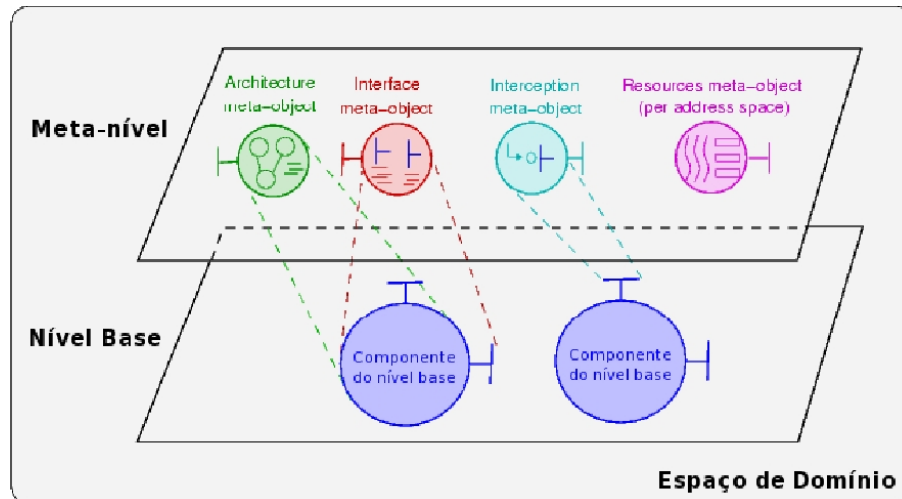 Architecture
meta-object
Interface
meta-object
Interception
meta-object
Resources meta-object
(per address space)
Meta-nível
Nível Base
Componente
do nível base
Componente
do nível base
Espaço de Domínio